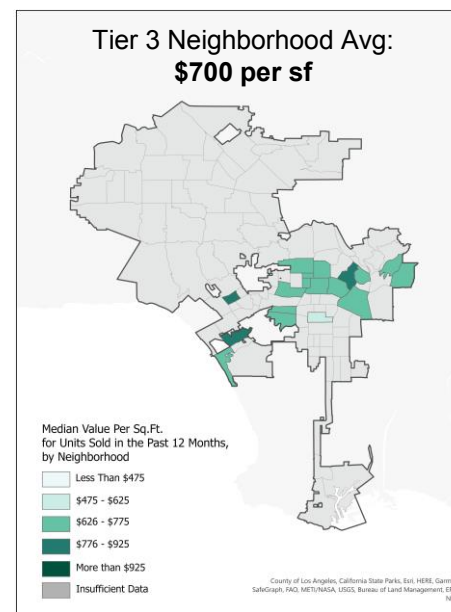 Tier 3 Neighborhood Avg:
$700 per sf
Median Value Per Sq.Ft.
for Units Sold in the Past 12 Months,
by Neighborhood
Less Than $475
$475 - $625
$626 - $775
$776 - $925
More than $925
Insufficient Data
County of Los Angeles, California State Parks, Esri, HERE, Garm
SafeGraph, FAO, METI/NASA, USGS, Bureau of Land Management, EP
N